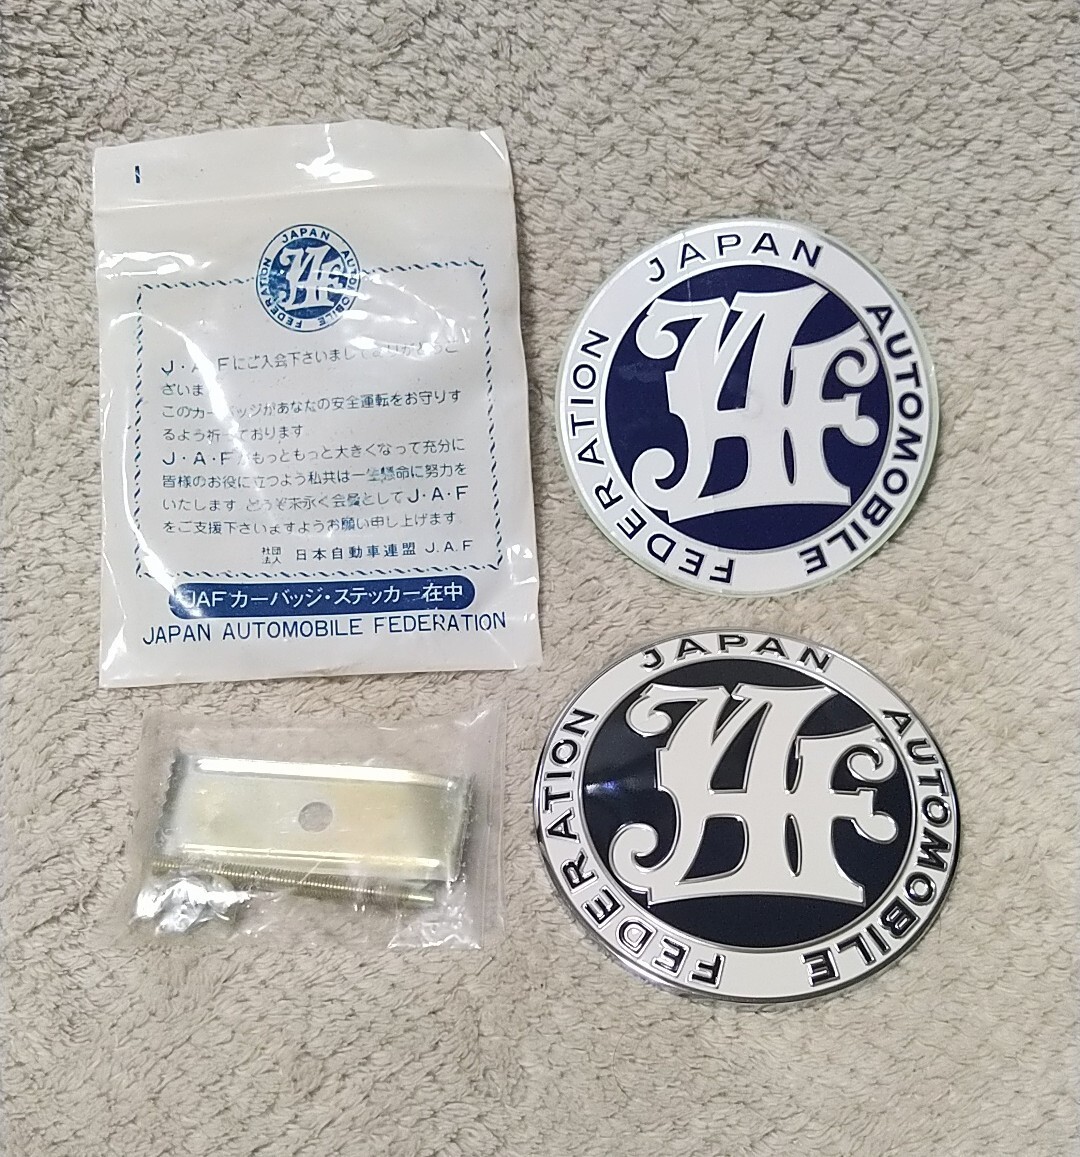 JAPAN AUTOMOBILE FEDERATION
JAF
J・A・Fにご入会下さいましてありがとうご
ざいます
このカーバッジがあなたの安全運転をお守りす
るよう祈っております
J・A・Fがもっともっと大きくなって充分に
皆様のお役に立つよう私共は一生懸命に努力を
いたします どうぞ末永く会員としてJ・A・F
をご支援下さいますようお願い申し上げます
社団法人 日本自動車連盟 J.A.F
JAFカーバッジ・ステッカー在中
JAPAN AUTOMOBILE FEDERATION
JAPAN AUTOMOBILE FEDERATION
JAF
JAPAN AUTOMOBILE FEDERATION
JAF